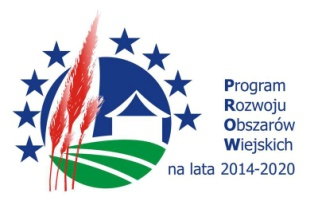 Program
Rozwoju
Obszarów
Wiejskich
na lata 2014-2020